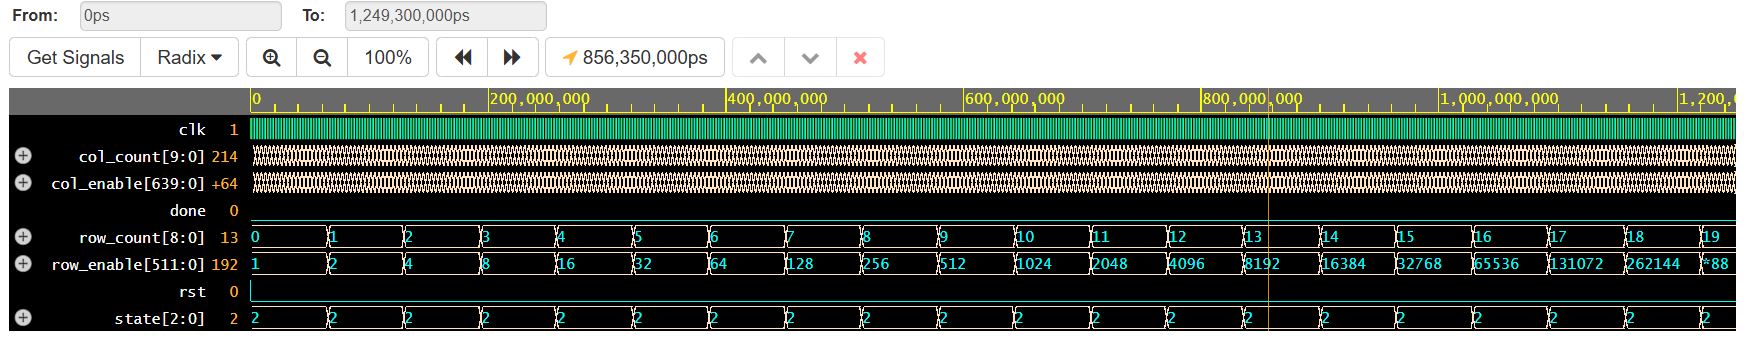 From: 0ps To: 1,249,300,000ps
Get Signals Radix 100% 856,350,000ps
0 200,000,000 400,000,000 600,000,000 800,000,000 1,000,000,000 1,200,0
clk 1
col_count[9:0] 214
col_enable[639:0] +64
done 0
row_count[8:0] 13 0 1 2 3 4 5 6 7 8 9 10 11 12 13 14 15 16 17 18 19
row_enable[511:0] 192 1 2 4 8 16 32 64 128 256 512 1024 2048 4096 8192 16384 32768 65536 131072 262144 *88
rst 0
state[2:0] 2 2 2 2 2 2 2 2 2 2 2 2 2 2 2 2 2 2 2 2 2